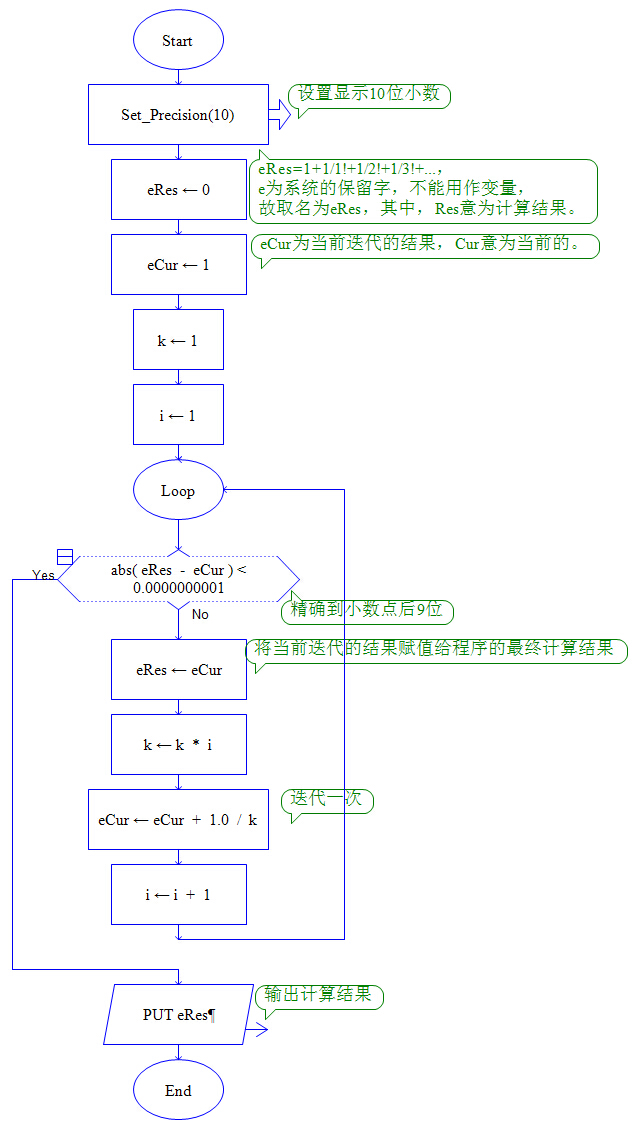 Start
Set_Precision(10)
设置显示10位小数
eRes ← 0
eRes=1+1/1!+1/2!+1/3!+...，
e为系统的保留字，不能用作变量，
故取名为eRes，其中，Res意为计算结果。
eCur ← 1
eCur为当前迭代的结果，Cur意为当前的。
k ← 1
i ← 1
Loop
abs( eRes - eCur ) <
0.0000000001
Yes
No
精确到小数点后9位
eRes ← eCur
将当前迭代的结果赋值给程序的最终计算结果
k ← k * i
eCur ← eCur + 1.0 / k
迭代一次
i ← i + 1
PUT eRes¶
输出计算结果
End